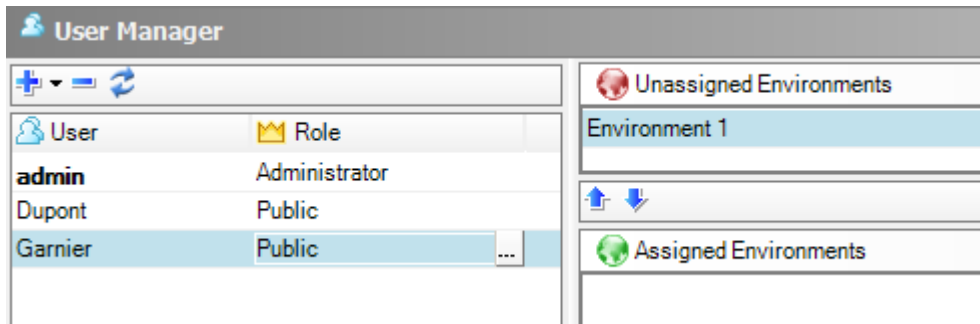 User Manager
User Role
admin Administrator
Dupont Public
Garnier Public ...
Unassigned Environments
Environment 1
Assigned Environments